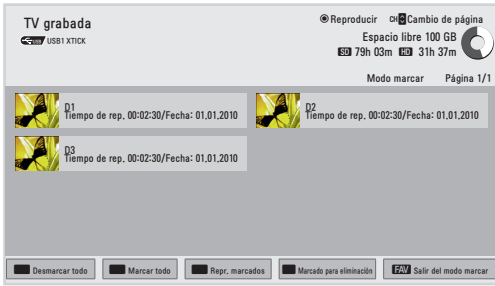 TV grabada
Reproducir CH Cambio de página
USB USB1 XTICK
Espacio libre 100 GB
SD 79h 03m HD 31h 37m
Modo marcar Página 1/1
D1
Tiempo de rep. 00:02:30/Fecha: 01.01.2010
D2
Tiempo de rep. 00:02:30/Fecha: 01.01.2010
D3
Tiempo de rep. 00:02:30/Fecha: 01.01.2010
Desmarcar todo Marcar todo Repr. marcados Marcado para eliminación FAV Salir del modo marcar